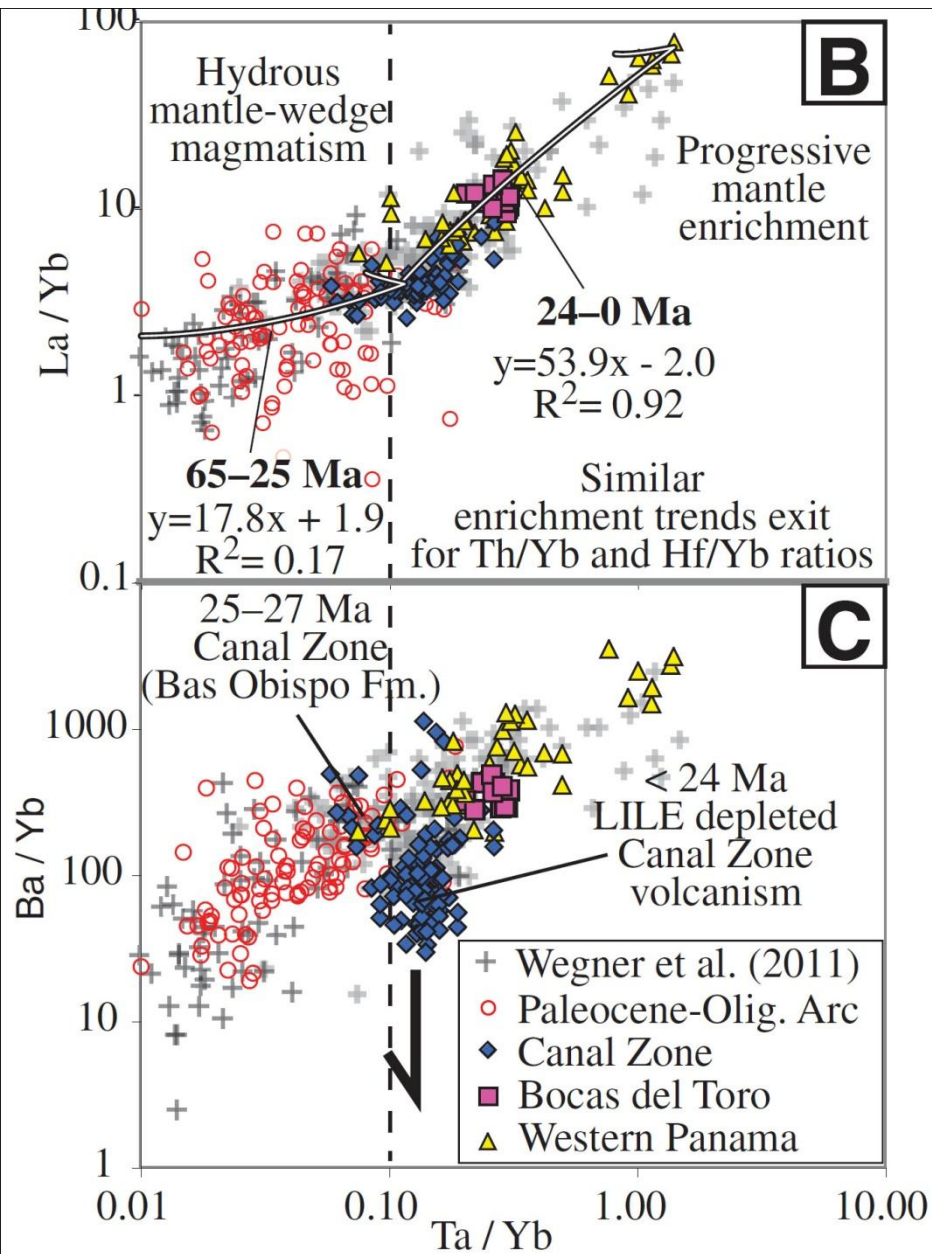 100
B
Hydrous
mantle-wedge
magmatism
Progressive
mantle
enrichment
10
La / Yb
24–0 Ma
y=53.9x - 2.0
R2= 0.92
1
65–25 Ma
y=17.8x + 1.9
R2= 0.17
Similar
enrichment trends exit
for Th/Yb and Hf/Yb ratios
0.1
C
25–27 Ma
Canal Zone
(Bas Obispo Fm.)
1000
< 24 Ma
LILE depleted
Canal Zone
volcanism
100
Ba / Yb
Wegner et al. (2011)
Paleocene-Olig. Arc
10
Canal Zone
Bocas del Toro
Western Panama
1
0.01
0.10
1.00
10.00
Ta / Yb